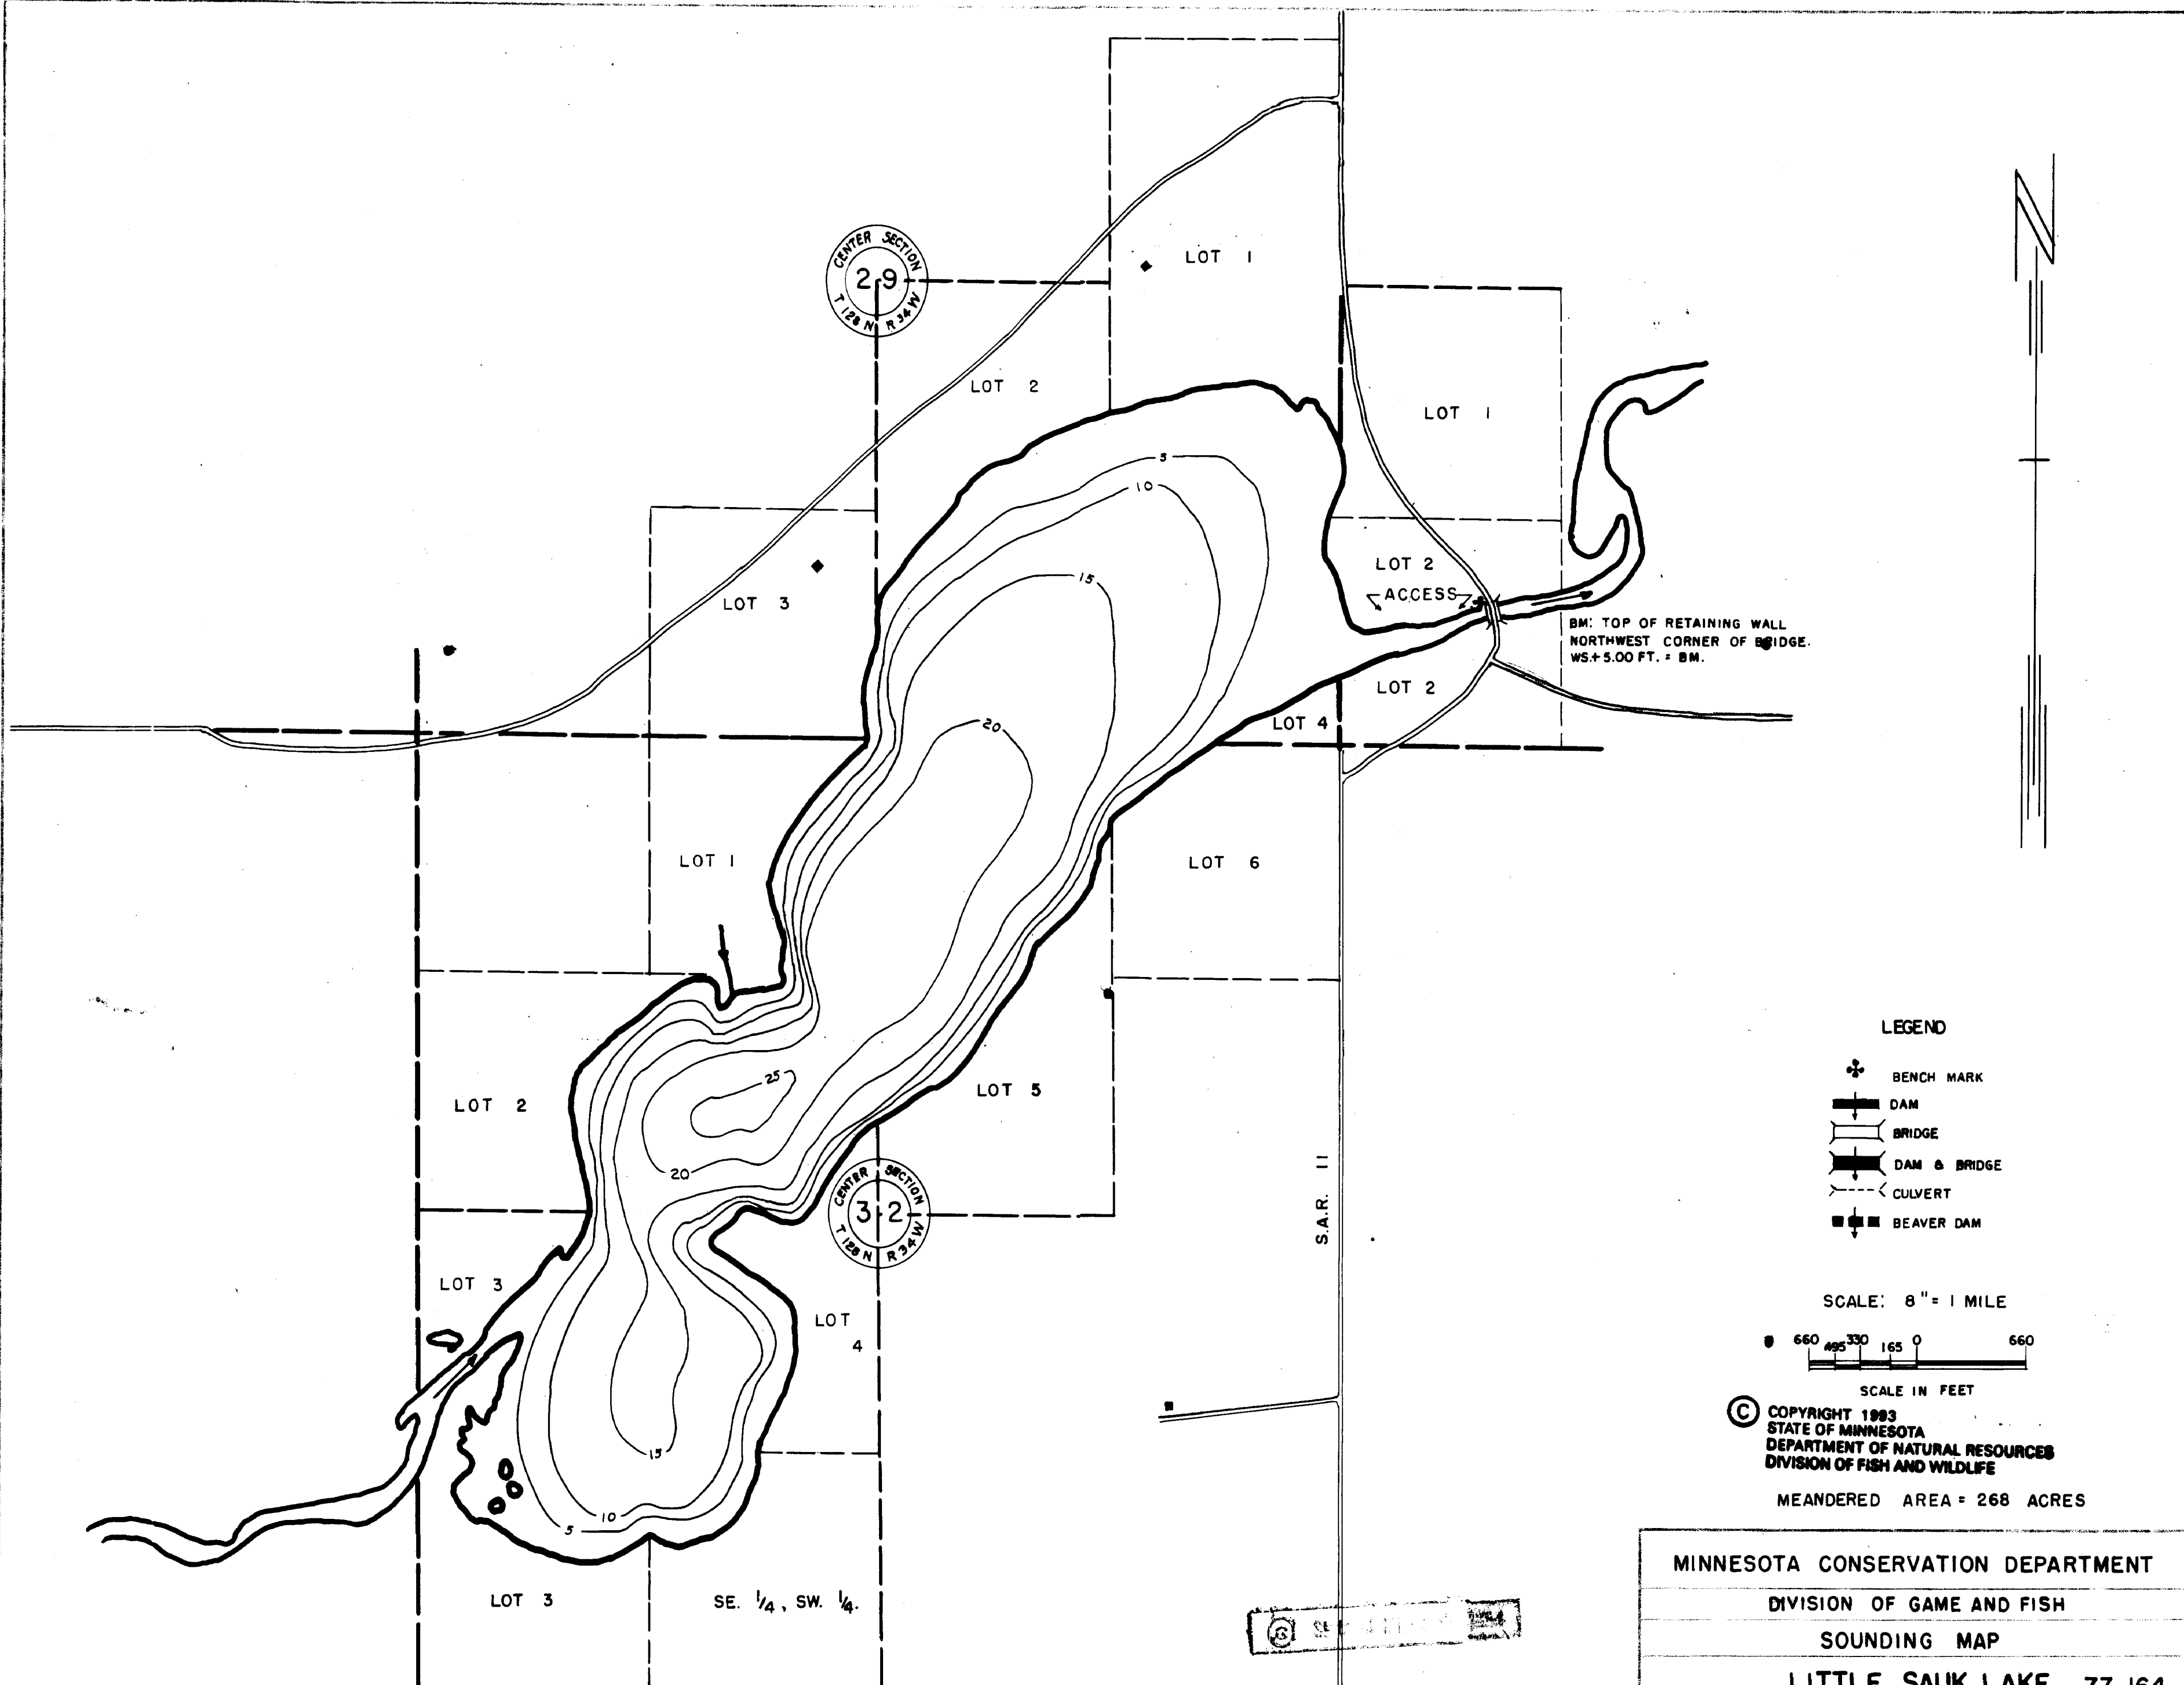 N
CENTER SECTION
29
T 128 N R 34 W
LOT 1
LOT 2
LOT 1
5
10
LOT 2
ACCESS
15
LOT 3
BM: TOP OF RETAINING WALL
NORTHWEST CORNER OF BRIDGE.
WS.+ 5.00 FT. = BM.
LOT 2
LOT 4
20
LOT 1
LOT 6
LOT 2
25
LOT 5
20
CENTER SECTION
32
T 128 N R 34 W
S.A.R. 11
LOT 3
LOT
4
15
10
5
LOT 3
SE. 1/4, SW. 1/4.
LEGEND
BENCH MARK
DAM
BRIDGE
DAM & BRIDGE
CULVERT
BEAVER DAM
SCALE: 8" = 1 MILE
660 495 330 165 0 660
SCALE IN FEET
© COPYRIGHT 1993
STATE OF MINNESOTA
DEPARTMENT OF NATURAL RESOURCES
DIVISION OF FISH AND WILDLIFE
MEANDERED AREA = 268 ACRES
MINNESOTA CONSERVATION DEPARTMENT
DIVISION OF GAME AND FISH
SOUNDING MAP
LITTLE SAUK LAKE 77-164